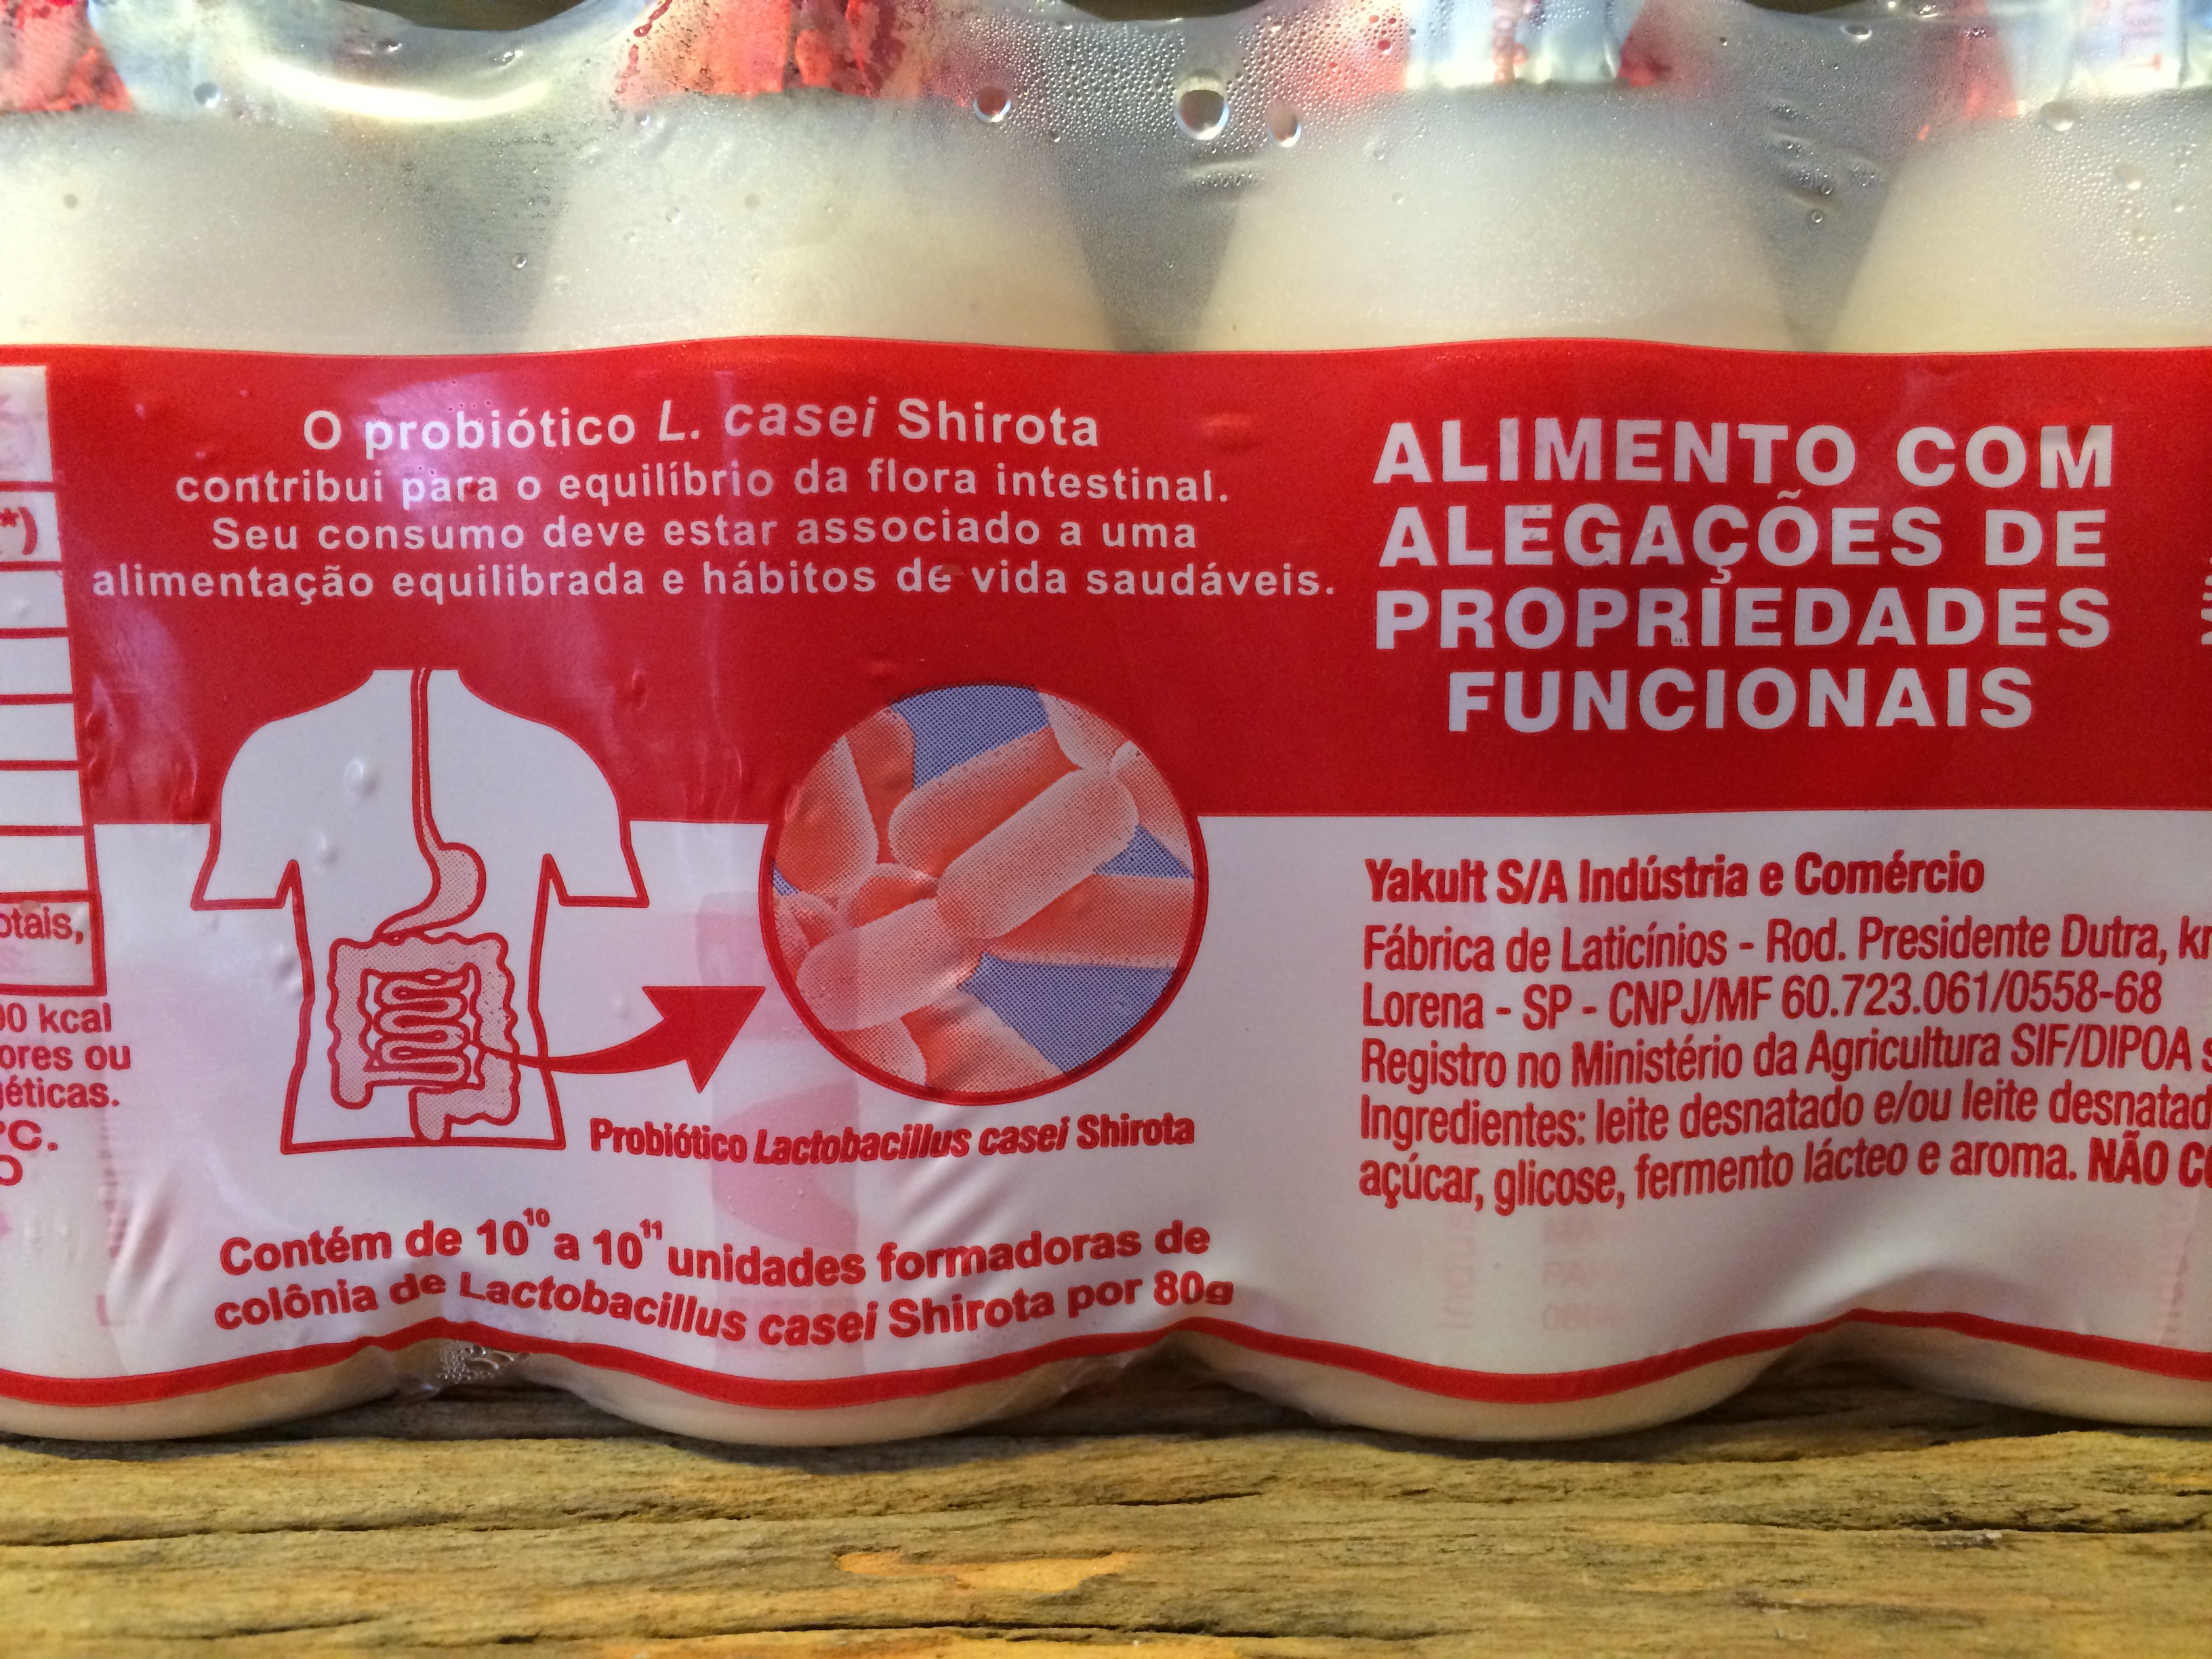 O probiótico L. casei Shirota
contribui para o equilíbrio da flora intestinal.
Seu consumo deve estar associado a uma
alimentação equilibrada e hábitos de vida saudáveis.
Probiótico Lactobacillus casei Shirota
Contém de 10¹⁰ a 10¹¹ unidades formadoras de
colônia de Lactobacillus casei Shirota por 80g
ALIMENTO COM
ALEGAÇÕES DE
PROPRIEDADES
FUNCIONAIS
Yakult S/A Indústria e Comércio
Fábrica de Laticínios - Rod. Presidente Dutra,
Lorena - SP - CNPJ/MF 60.723.061/0558-68
Registro no Ministério da Agricultura SIF/DIPOA
Ingredientes: leite desnatado e/ou leite
açúcar, glicose, fermento lácteo e aroma. NÃO
(*)
kcal
ou